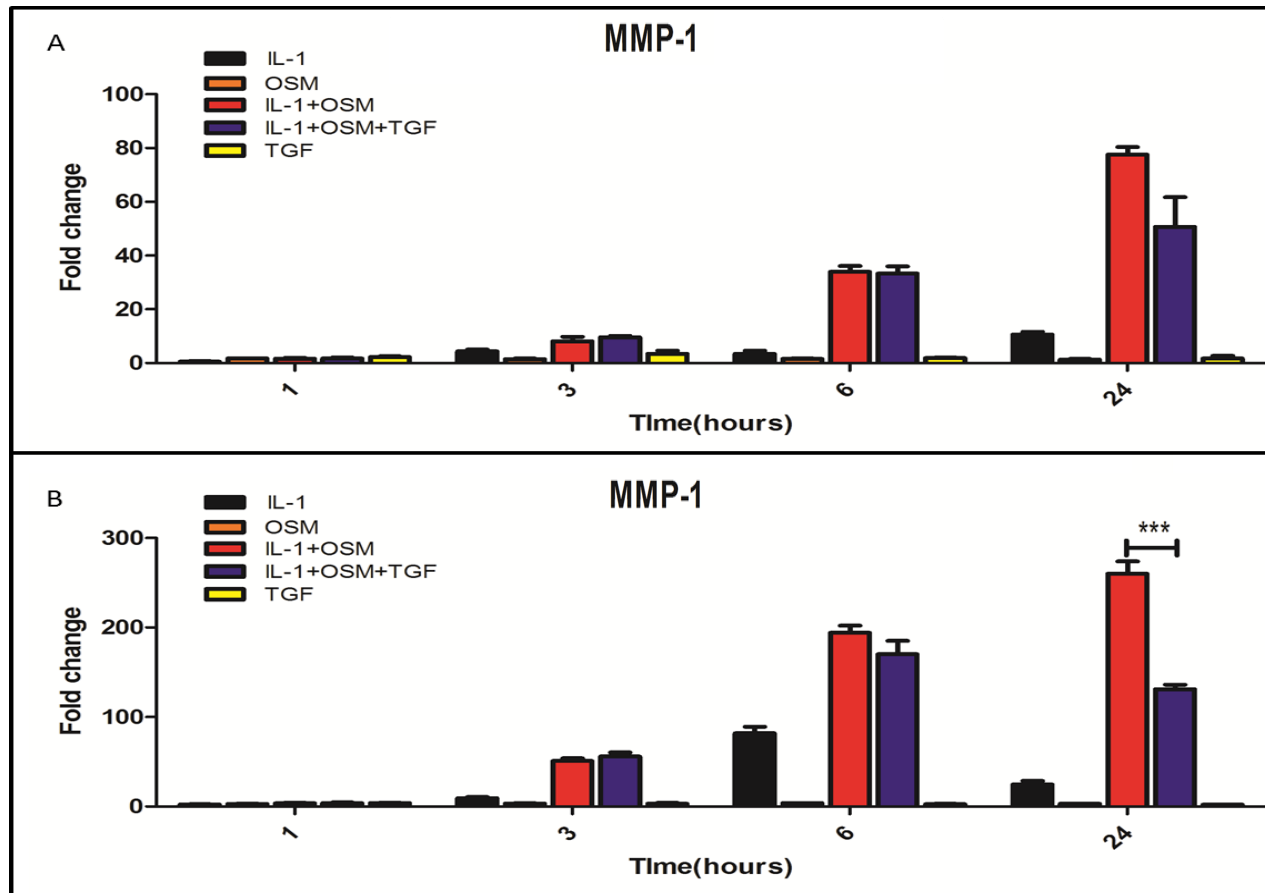 A
MMP-1
IL-1
OSM
IL-1+OSM
IL-1+OSM+TGF
TGF
Fold change
100
80
60
40
20
0
1
3
6
24
TIme(hours)
B
MMP-1
IL-1
OSM
IL-1+OSM
IL-1+OSM+TGF
TGF
Fold change
300
200
100
0
***
1
3
6
24
TIme(hours)